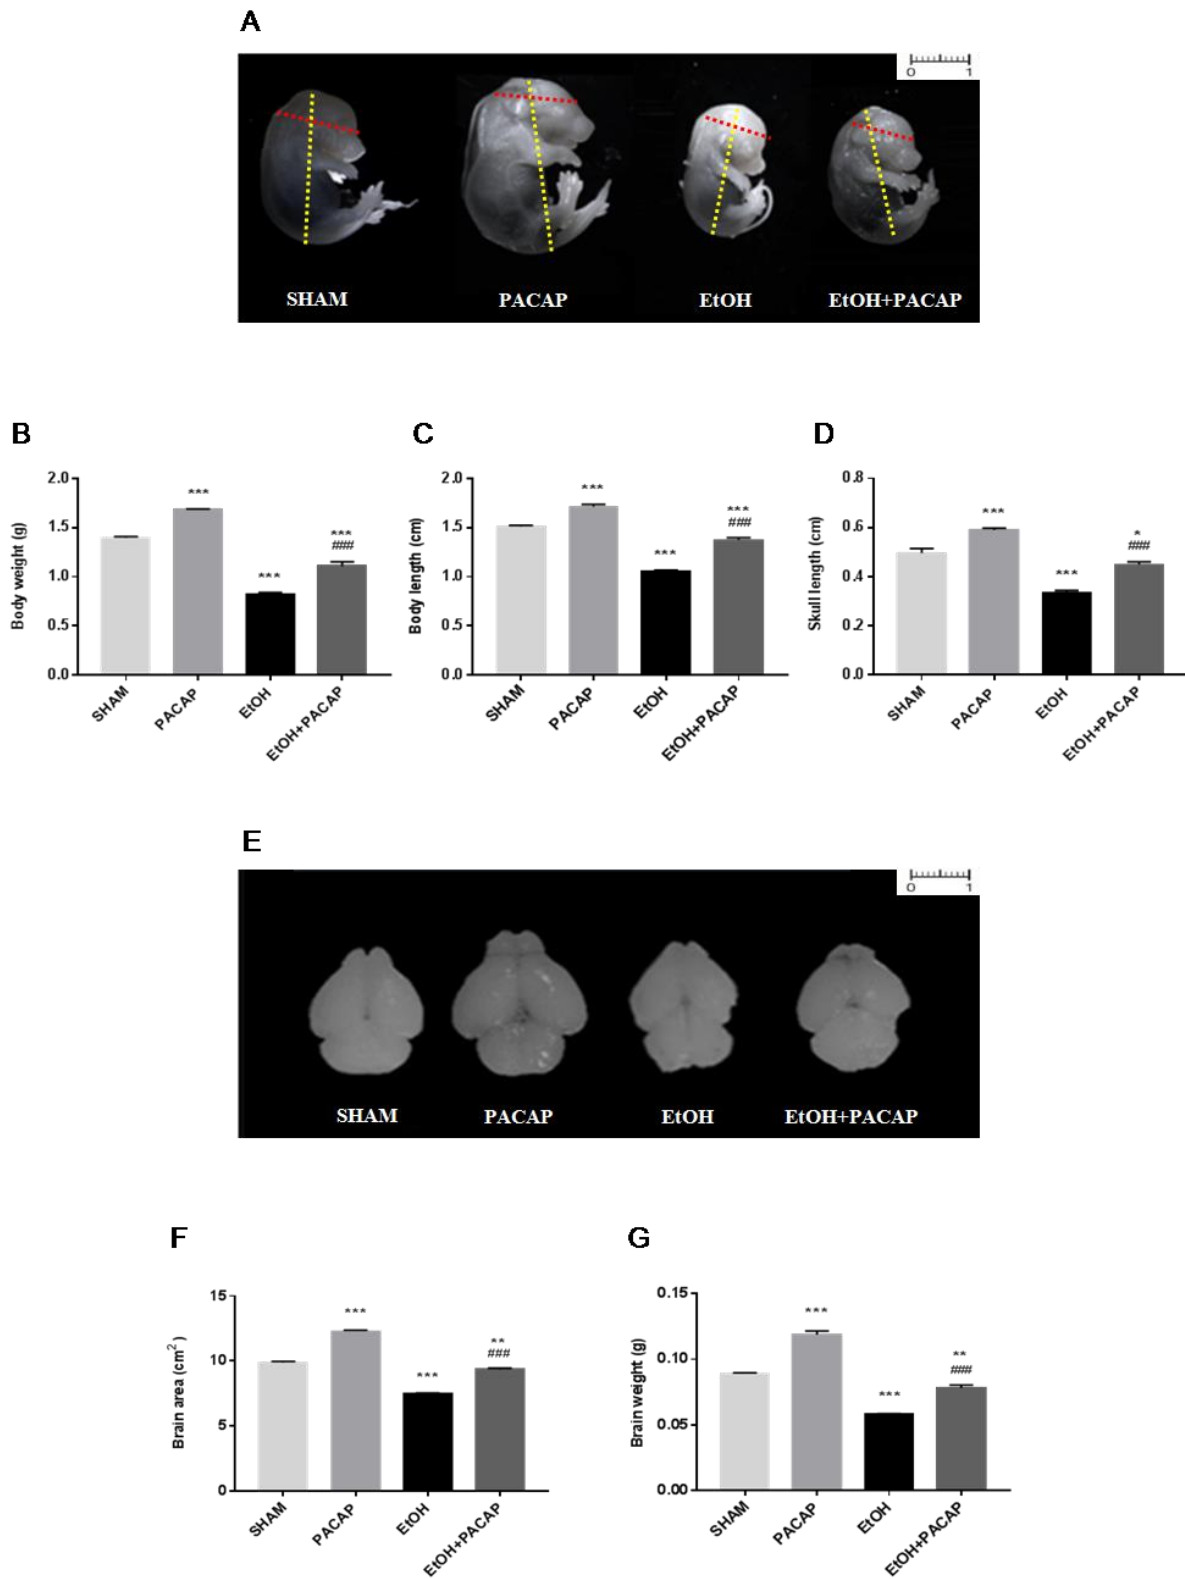 A
0 1
SHAM PACAP EtOH EtOH+PACAP
B
Body weight (g)
2.0
1.5
1.0
0.5
0.0
***
***
***
###
SHAM
PACAP
EtOH
EtOH+PACAP
C
Body length (cm)
2.0
1.5
1.0
0.5
0.0
***
***
***
###
SHAM
PACAP
EtOH
EtOH+PACAP
D
Skull length (cm)
0.8
0.6
0.4
0.2
0.0
***
***
*
###
SHAM
PACAP
EtOH
EtOH+PACAP
E
0 1
SHAM PACAP EtOH EtOH+PACAP
F
Brain area (cm²)
15
10
5
0
***
***
**
###
SHAM
PACAP
EtOH
EtOH+PACAP
G
Brain weight (g)
0.15
0.10
0.05
0.00
***
***
**
###
SHAM
PACAP
EtOH
EtOH+PACAP